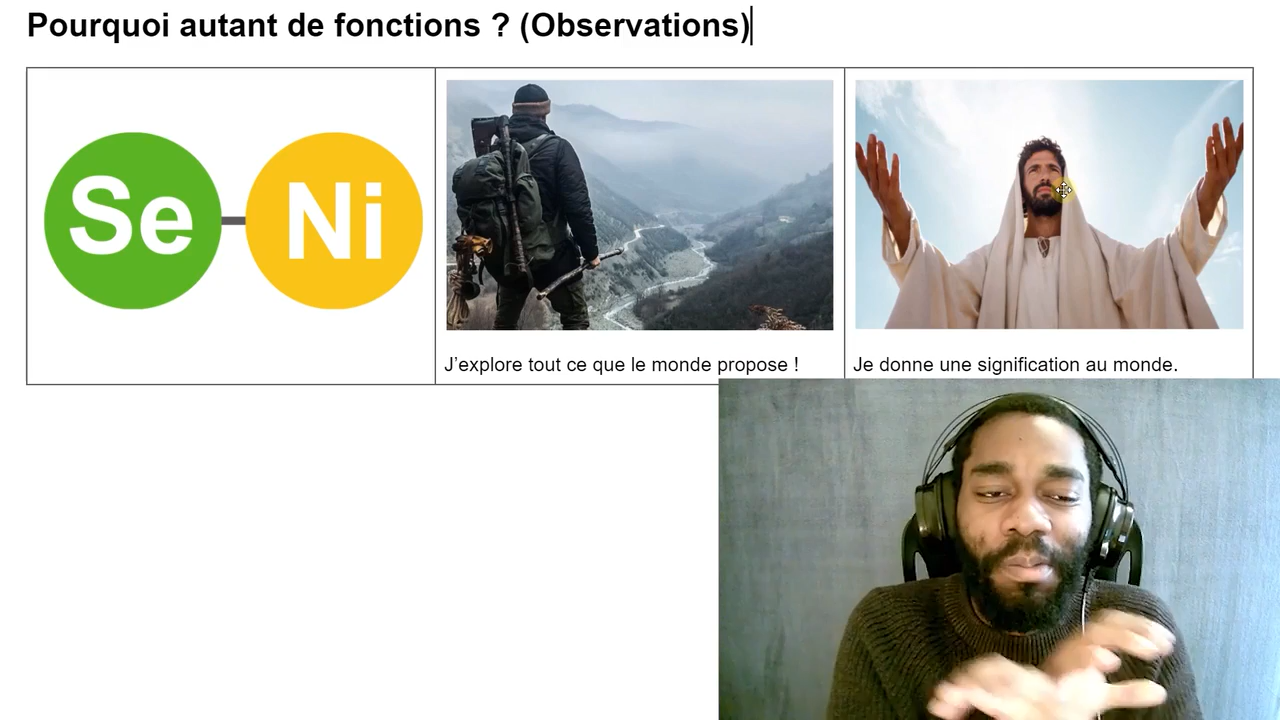 Pourquoi autant de fonctions ? (Observations)
Se Ni
J’explore tout ce que le monde propose !
Je donne une signification au monde.